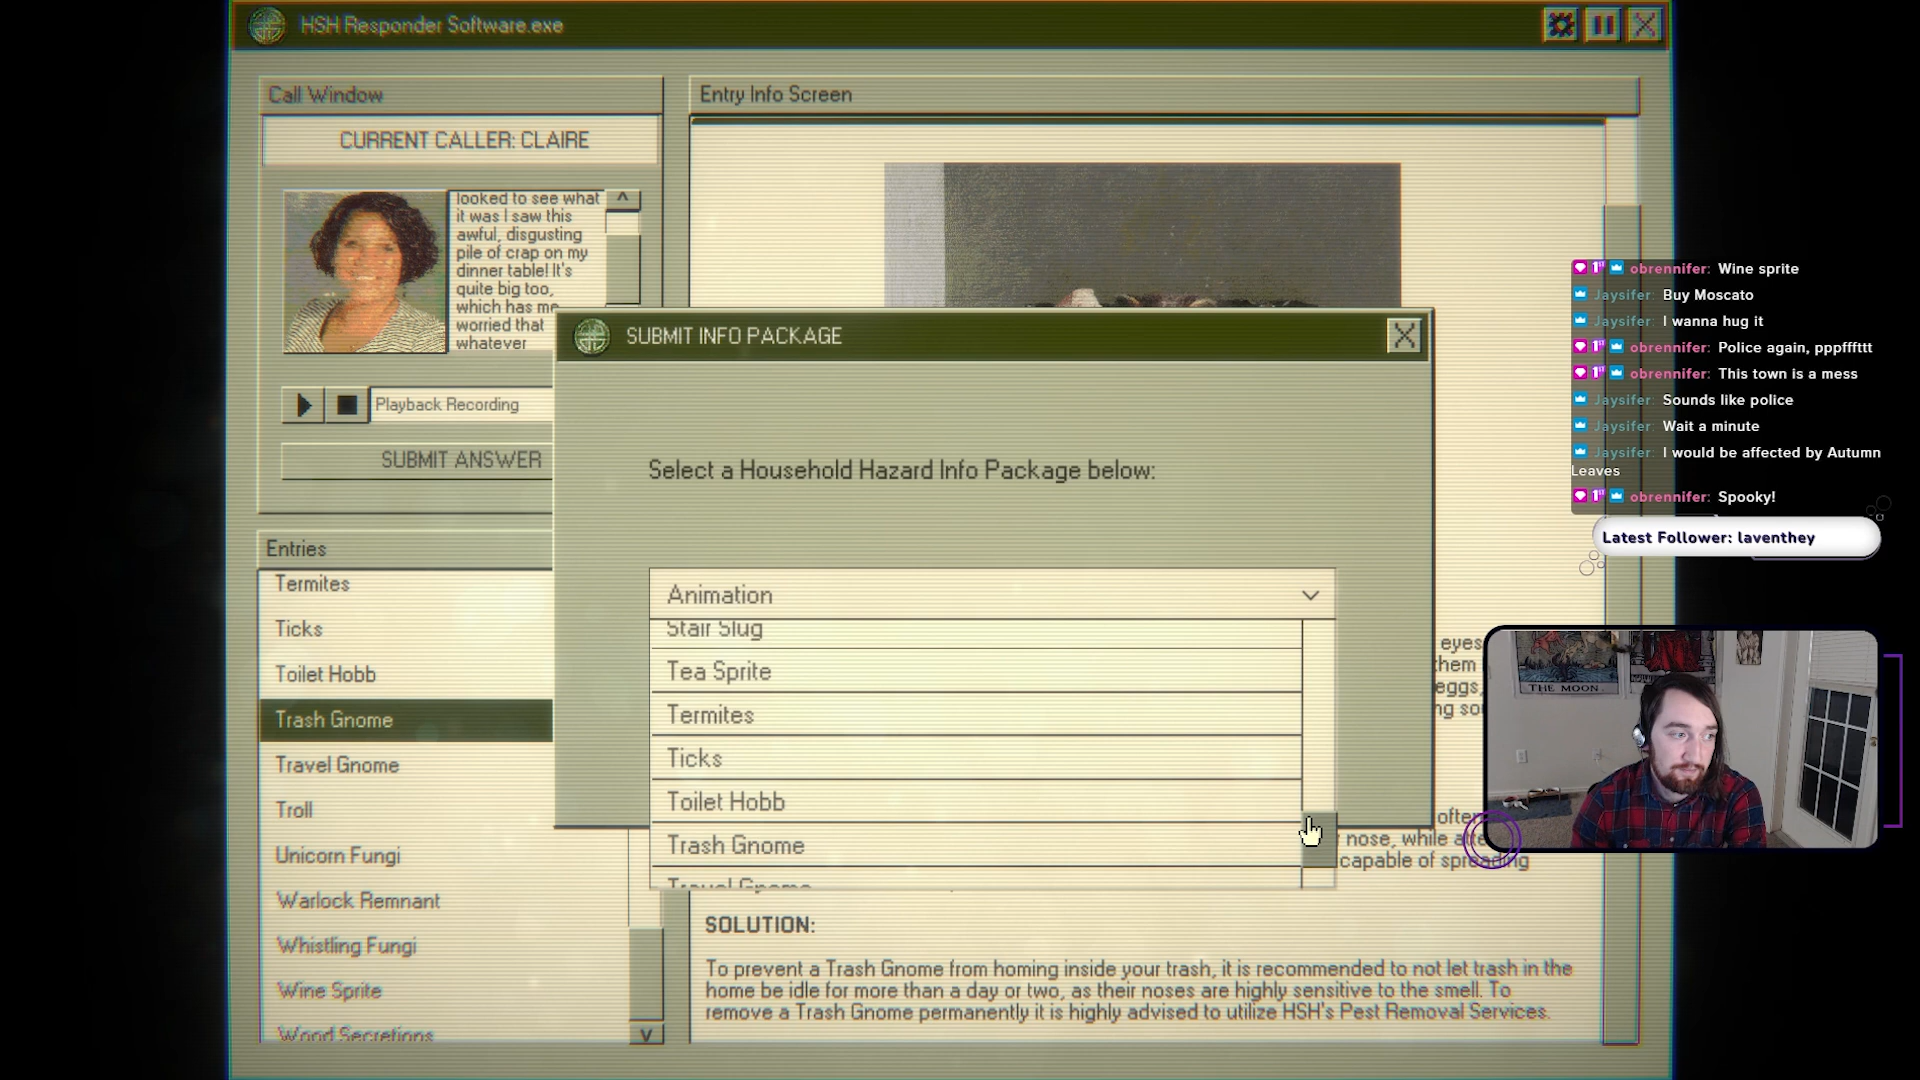 HSH Responder Software.exe
Call Window
CURRENT CALLER: CLAIRE
looked to see what
it was I saw this
awful, disgusting
pile of crap on my
dinner table! It's
quite big too,
which has me
worried that
whatever
Playback Recording
SUBMIT ANSWER
Entries
Termites
Ticks
Toilet Hobb
Trash Gnome
Travel Gnome
Troll
Unicorn Fungi
Warlock Remnant
Whistling Fungi
Wine Sprite
Wood Secretions
Entry Info Screen
SUBMIT INFO PACKAGE
Select a Household Hazard Info Package below:
Animation
Stair Slug
Tea Sprite
Termites
Ticks
Toilet Hobb
Trash Gnome
Travel Gnome
eyes
them
eggs,
often
nose, while
capable of spreading
SOLUTION:
To prevent a Trash Gnome from homing inside your trash, it is recommended to not let trash in the
home be idle for more than a day or two, as their noses are highly sensitive to the smell. To
remove a Trash Gnome permanently it is highly advised to utilize HSH's Pest Removal Services.
obrennifer: Wine sprite
Jaysifer: Buy Moscato
Jaysifer: I wanna hug it
obrennifer: Police again, pppfffttt
obrennifer: This town is a mess
Jaysifer: Sounds like police
Jaysifer: Wait a minute
Jaysifer: I would be affected by Autumn
Leaves
obrennifer: Spooky!
Latest Follower: laventhey
THE MOON